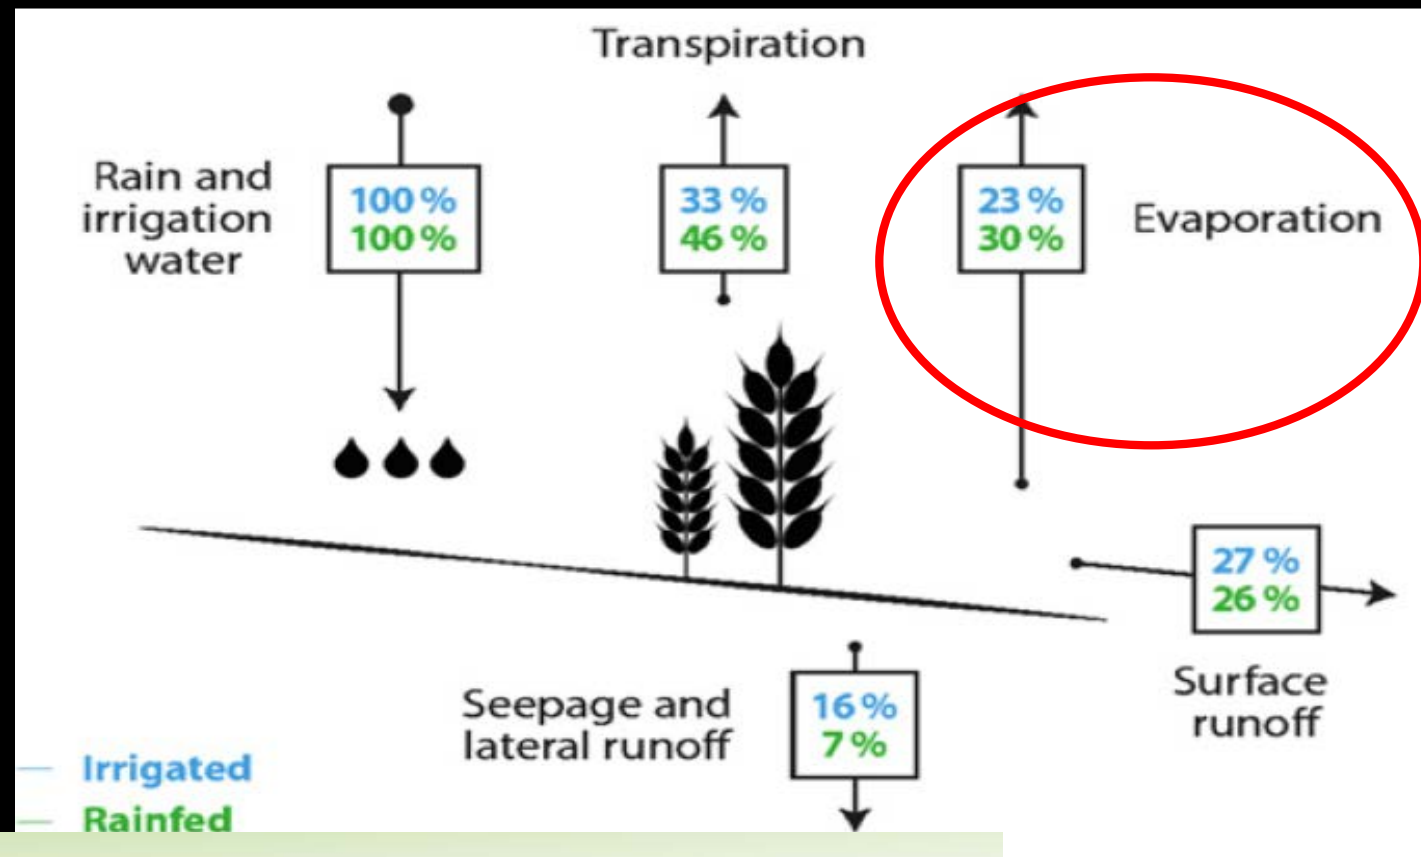 Transpiration
Rain and
irrigation
water
100 %
100 %
33 %
46 %
23 %
30 %
Evaporation
27 %
26 %
Surface
runoff
Seepage and
lateral runoff
16 %
7 %
Irrigated
Rainfed